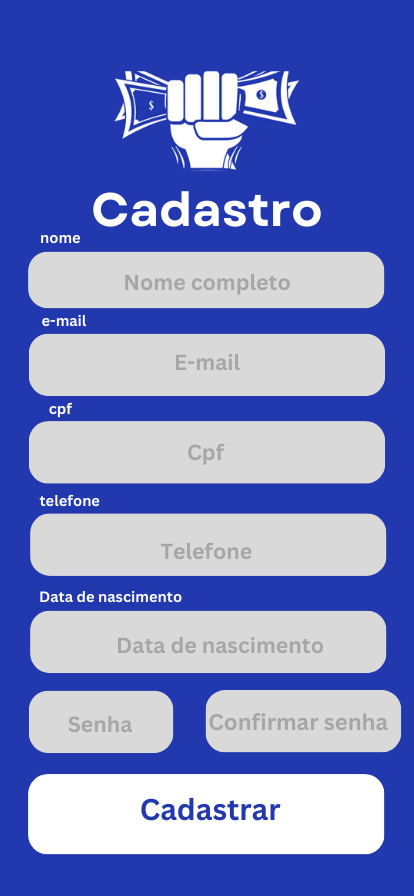 $ $
Cadastro
nome
Nome completo
e-mail
E-mail
cpf
Cpf
telefone
Telefone
Data de nascimento
Data de nascimento
Senha Confirmar senha
Cadastrar